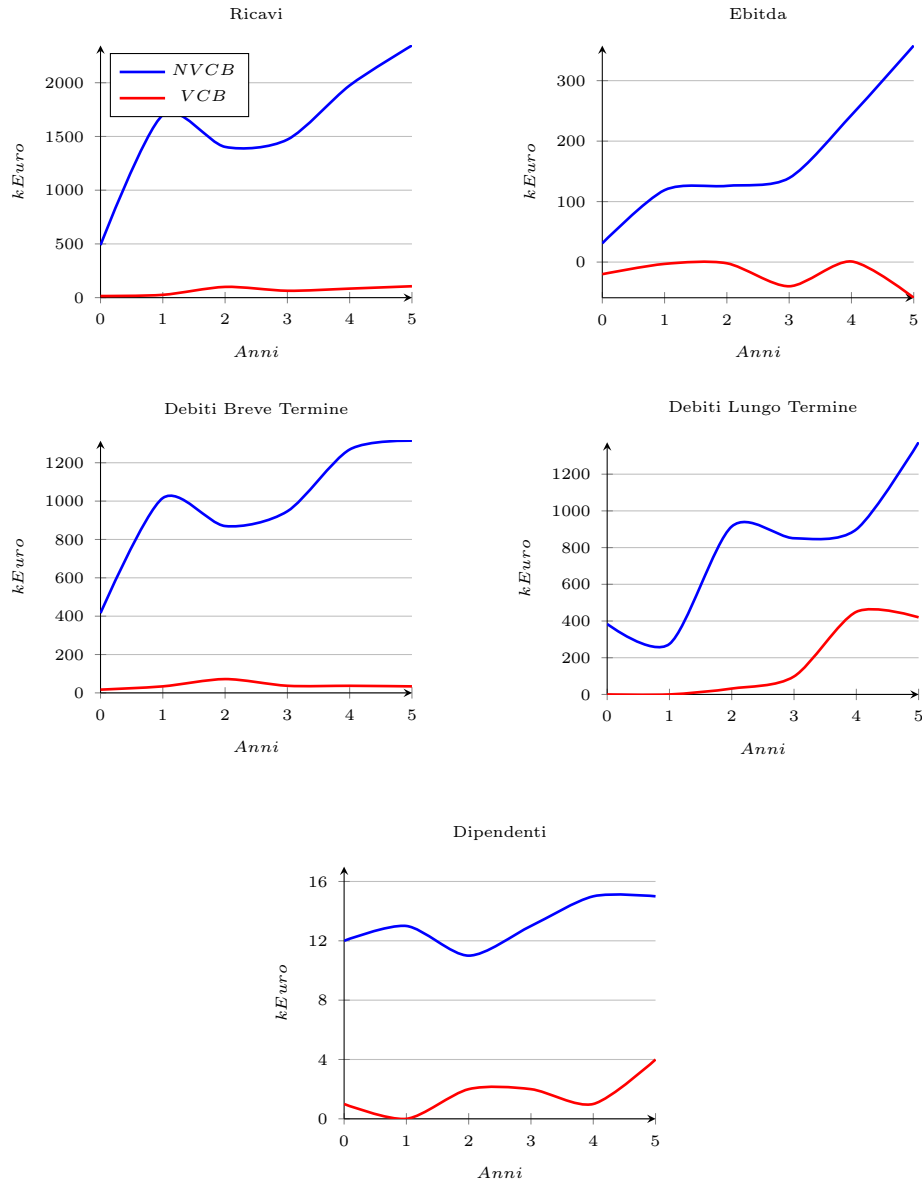 Ricavi
NVCB
VCB
2000
1500
1000
500
0
kEuro
0 1 2 3 4 5
Anni
Ebitda
300
200
100
0
kEuro
0 1 2 3 4 5
Anni
Debiti Breve Termine
1200
1000
800
600
400
200
0
kEuro
0 1 2 3 4 5
Anni
Debiti Lungo Termine
1200
1000
800
600
400
200
0
kEuro
0 1 2 3 4 5
Anni
Dipendenti
16
12
8
4
0
kEuro
0 1 2 3 4 5
Anni